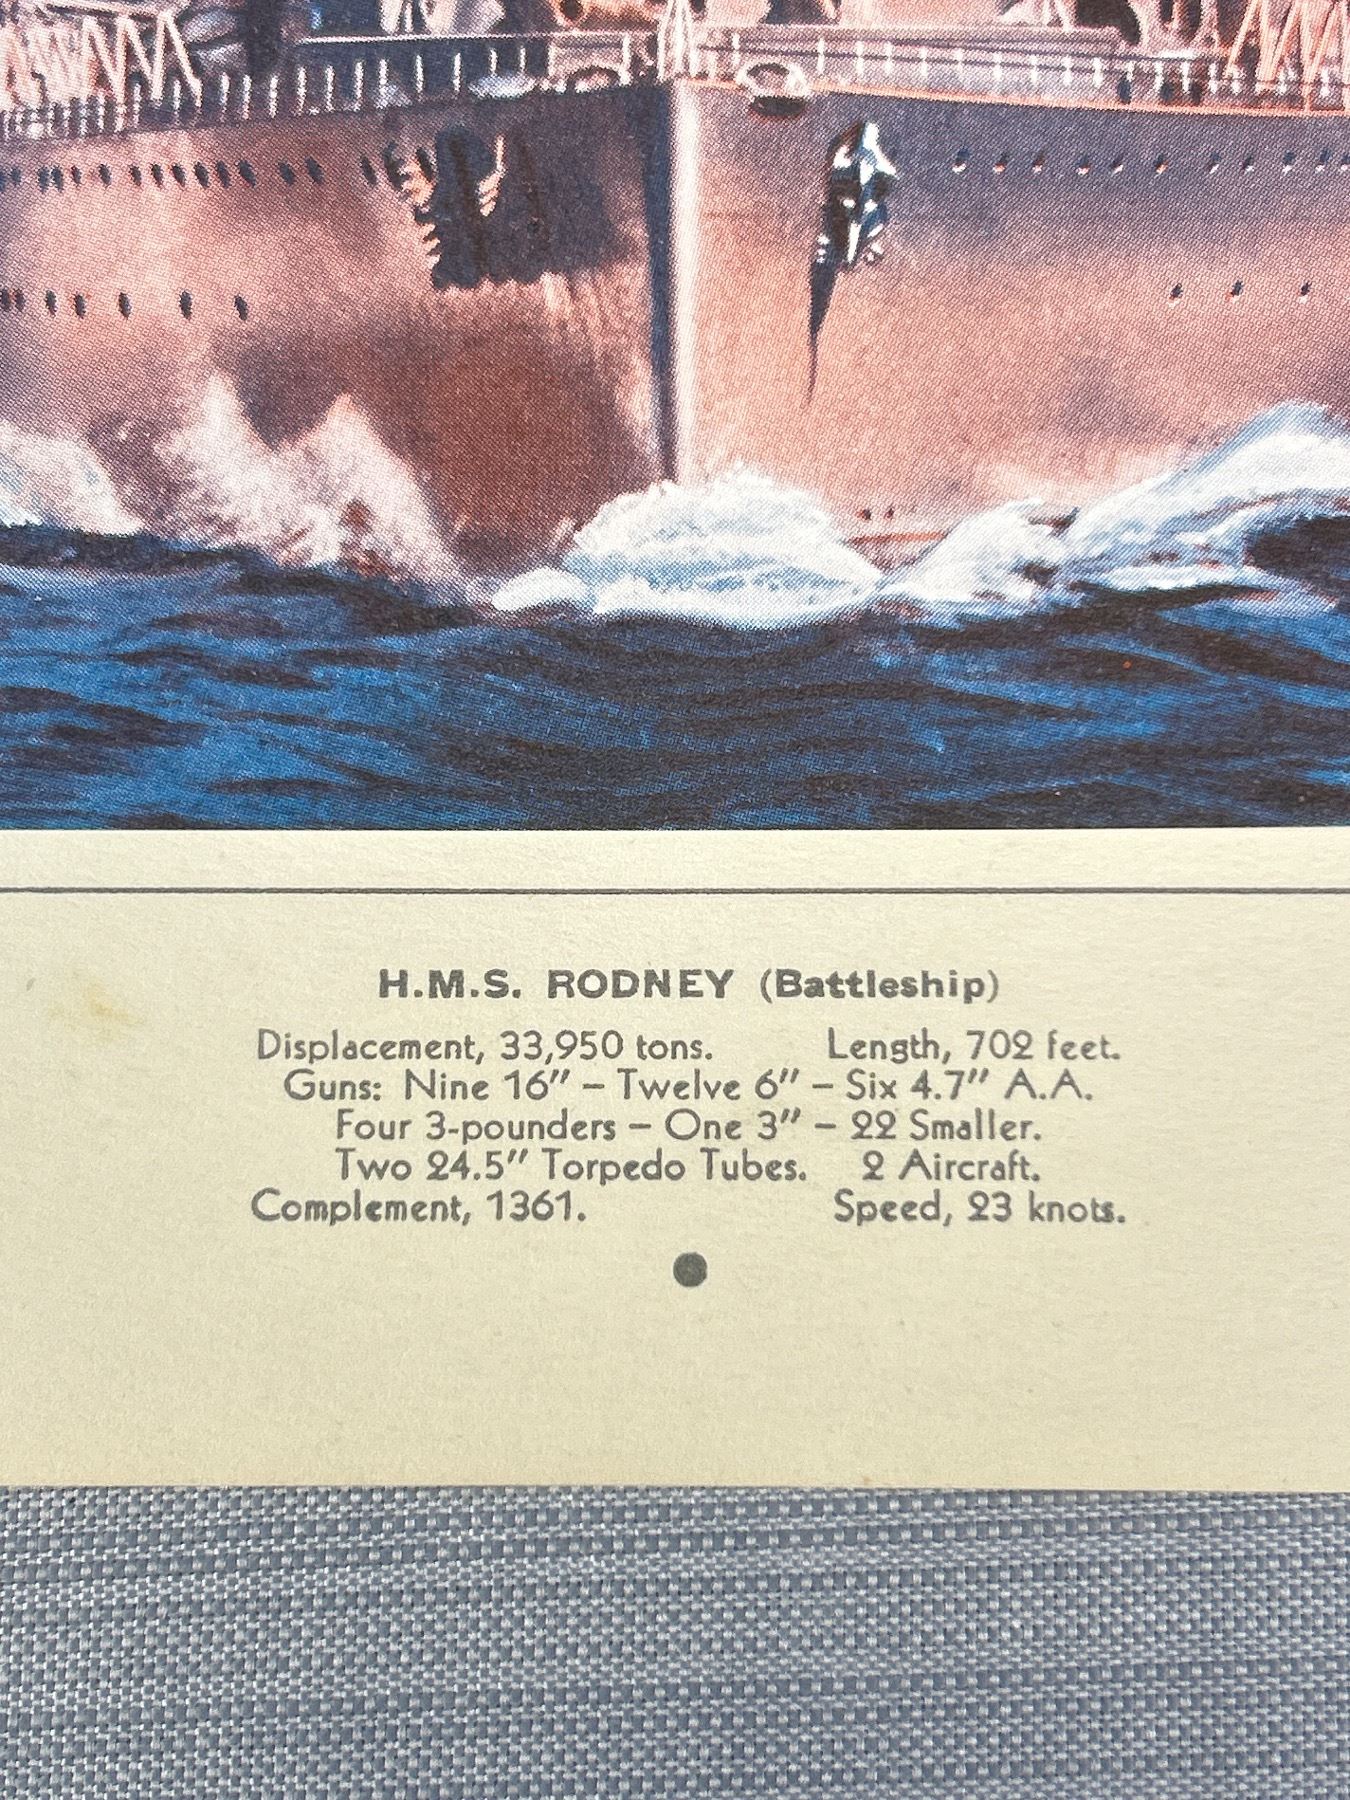 H.M.S. RODNEY (Battleship)
Displacement, 33,950 tons. Length, 702 feet.
Guns: Nine 16" – Twelve 6" – Six 4.7" A.A.
Four 3-pounders – One 3" – 22 Smaller.
Two 24.5" Torpedo Tubes. 2 Aircraft.
Complement, 1361. Speed, 23 knots.